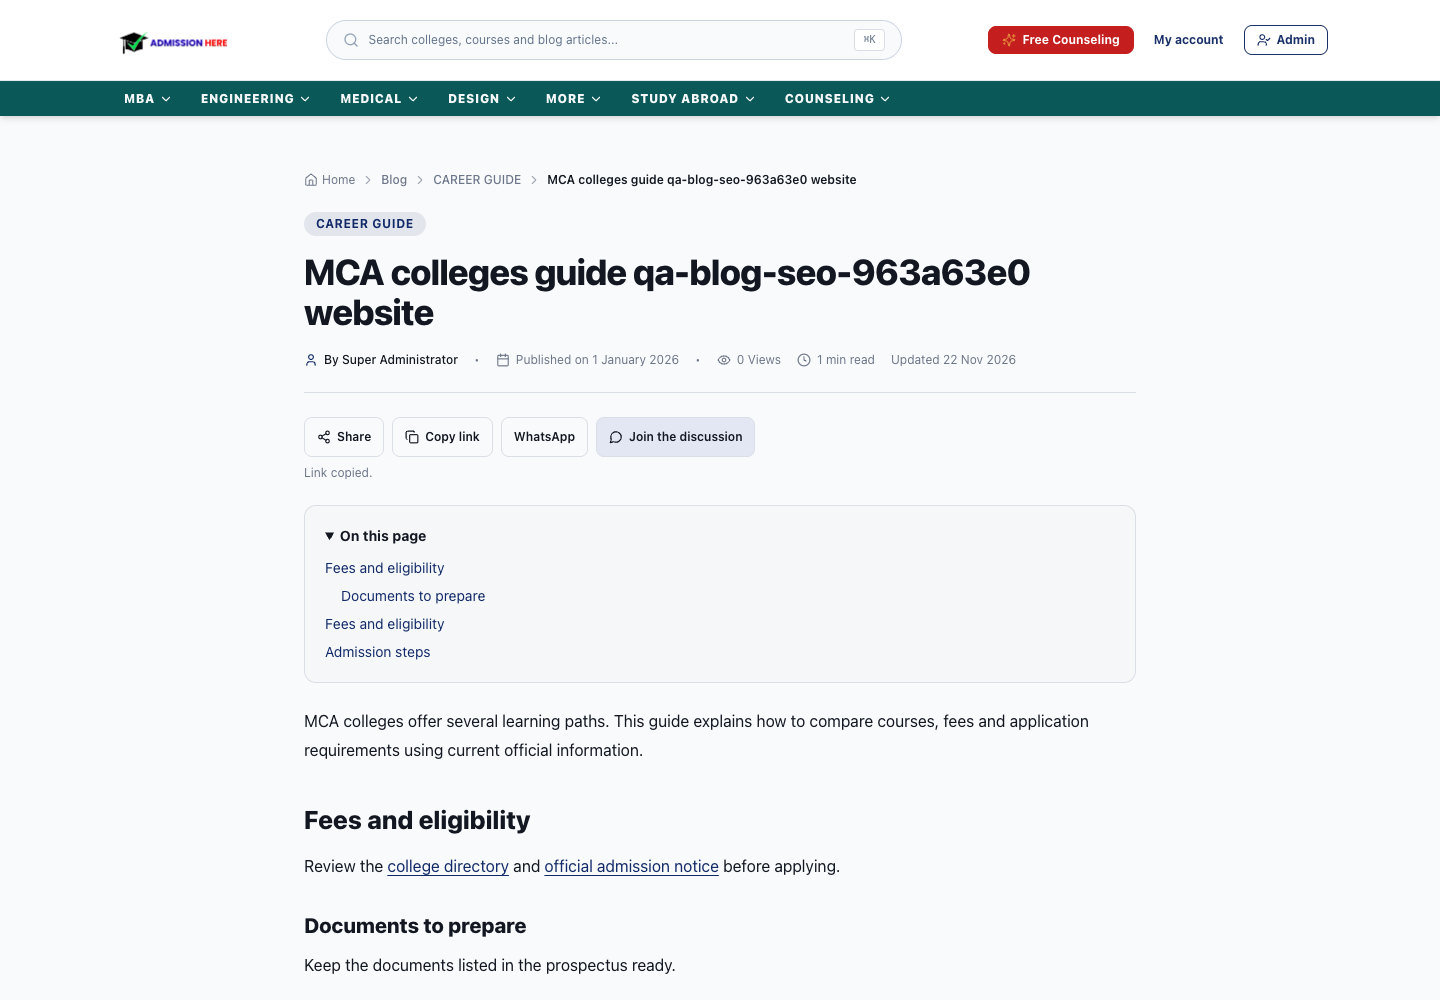 ADMISSION HERE
Search colleges, courses and blog articles...
⌘K
Free Counseling
My account
Admin
MBA
ENGINEERING
MEDICAL
DESIGN
MORE
STUDY ABROAD
COUNSELING
Home
Blog
CAREER GUIDE
MCA colleges guide qa-blog-seo-963a63e0 website
CAREER GUIDE
MCA colleges guide qa-blog-seo-963a63e0
website
By Super Administrator • Published on 1 January 2026 • 0 Views 1 min read Updated 22 Nov 2026
Share
Copy link
WhatsApp
Join the discussion
Link copied.
▼ On this page
Fees and eligibility
Documents to prepare
Fees and eligibility
Admission steps
MCA colleges offer several learning paths. This guide explains how to compare courses, fees and application
requirements using current official information.
Fees and eligibility
Review the college directory and official admission notice before applying.
Documents to prepare
Keep the documents listed in the prospectus ready.